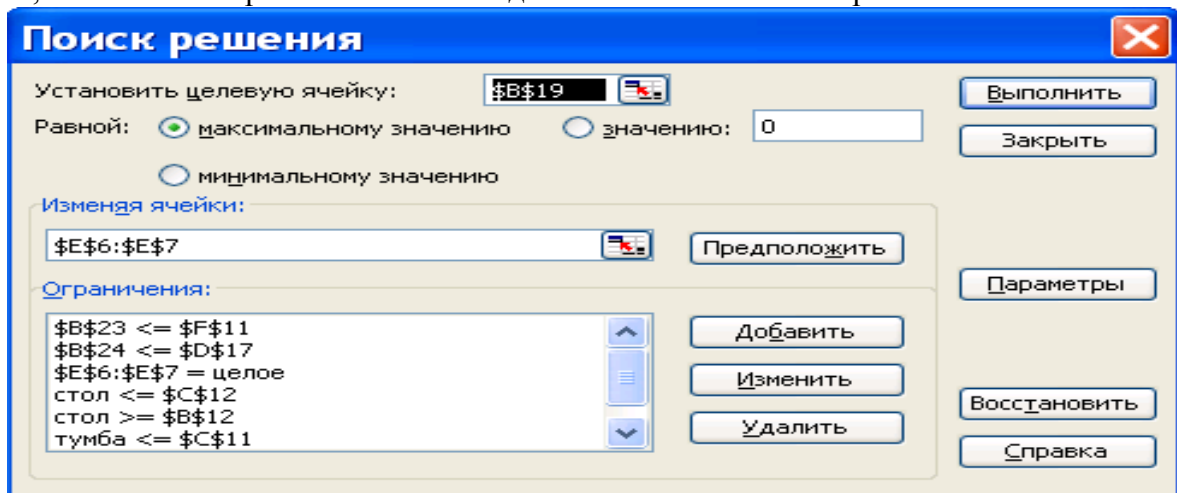 Поиск решения
Установить целевую ячейку: $B$19
Выполнить
Равной: максимальному значению значению: 0
Закрыть
минимальному значению
Изменяя ячейки:
$E$6:$E$7
Предположить
Ограничения:
Параметры
$B$23 <= $F$11
$B$24 <= $D$17
$E$6:$E$7 = целое
стол <= $C$12
стол >= $B$12
тумба <= $C$11
Добавить
Изменить
Удалить
Восстановить
Справка